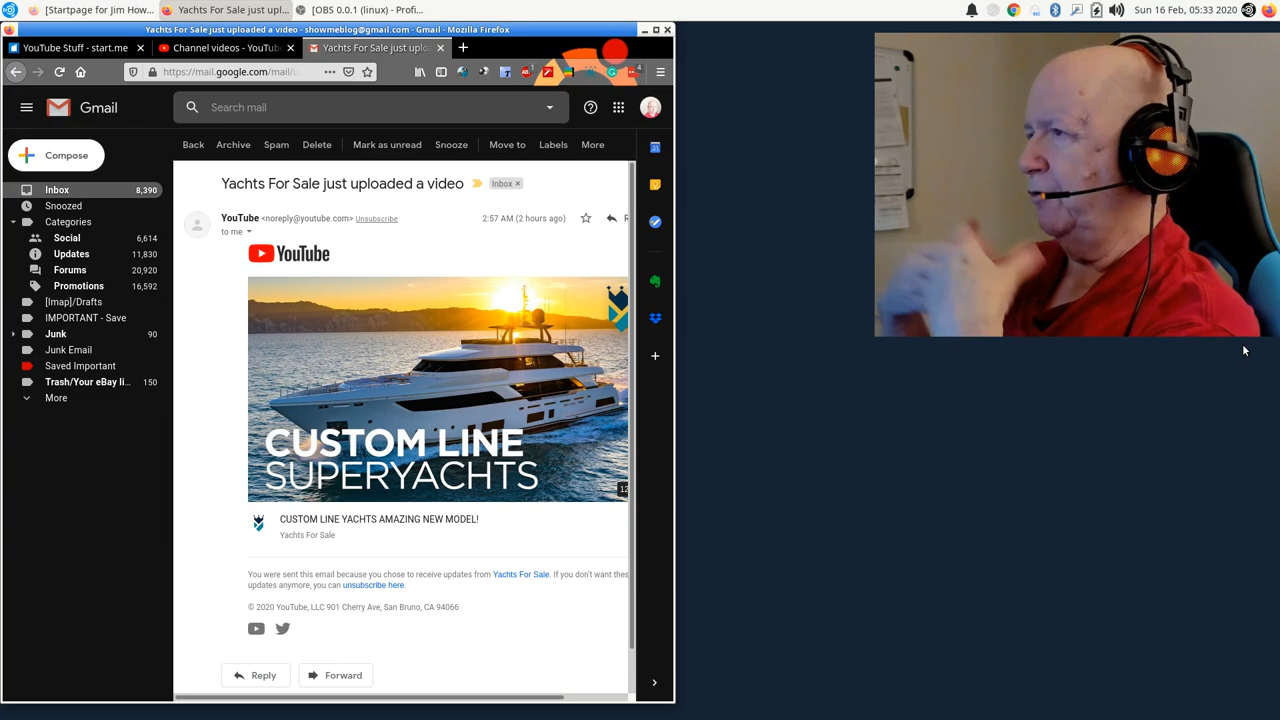 [Startpage for Jim How...
Yachts For Sale just upl...
[OBS 0.0.1 (linux) - Profi...
Sun 16 Feb, 05:33 2020
Yachts For Sale just uploaded a video - showmeblog@gmail.com - Gmail - Mozilla Firefox
YouTube Stuff - start.me
Channel videos - YouTub
Yachts For Sale just uploa
https://mail.google.com/mail/u
Gmail
Search mail
Compose
Back Archive Spam Delete Mark as unread Snooze Move to Labels More
Inbox 8,390
Snoozed
Categories
Social 6,614
Updates 11,830
Forums 20,920
Promotions 16,592
[Imap]/Drafts
IMPORTANT - Save
Junk 90
Junk Email
Saved Important
Trash/Your eBay li... 150
More
Yachts For Sale just uploaded a video
Inbox x
YouTube <noreply@youtube.com> Unsubscribe 2:57 AM (2 hours ago) R
to me
YouTube
CUSTOM LINE
SUPERYACHTS
12
CUSTOM LINE YACHTS AMAZING NEW MODEL!
Yachts For Sale
You were sent this email because you chose to receive updates from Yachts For Sale. If you don't want thes
updates anymore, you can unsubscribe here.
© 2020 YouTube, LLC 901 Cherry Ave, San Bruno, CA 94066
Reply Forward